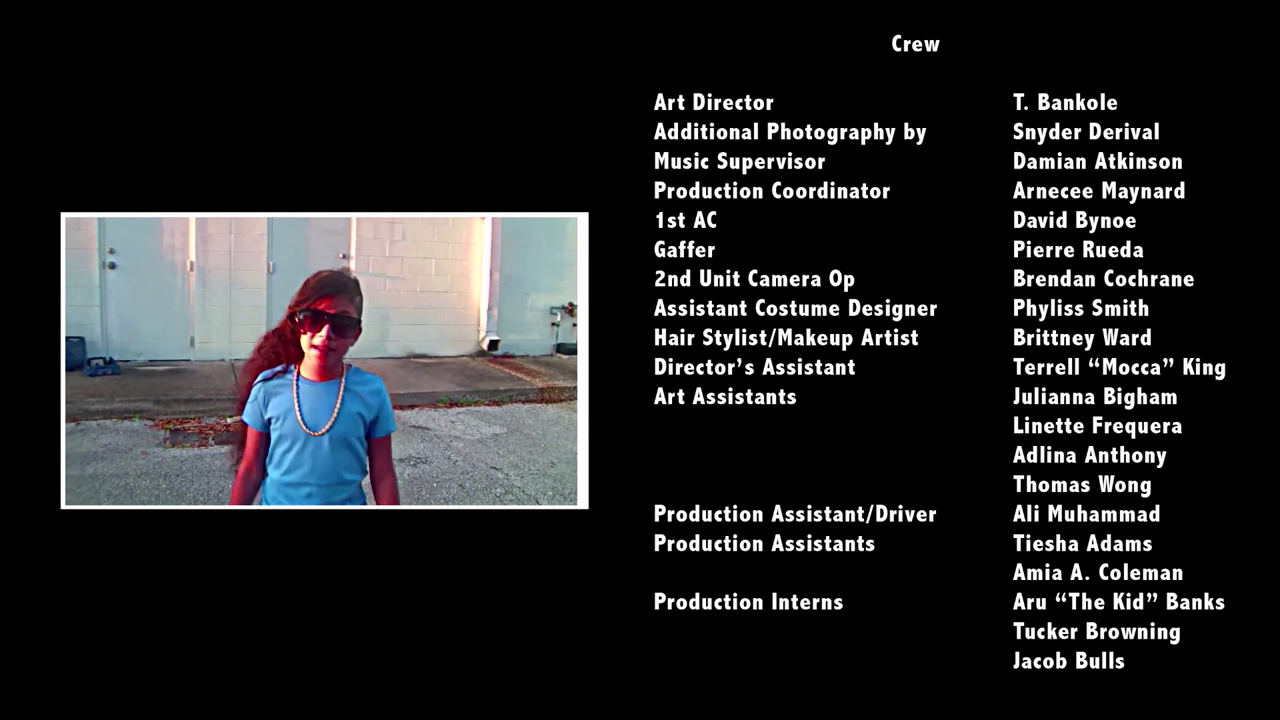 Crew
Art Director T. Bankole
Additional Photography by Snyder Derival
Music Supervisor Damian Atkinson
Production Coordinator Arnecee Maynard
1st AC David Bynoe
Gaffer Pierre Rueda
2nd Unit Camera Op Brendan Cochrane
Assistant Costume Designer Phyliss Smith
Hair Stylist/Makeup Artist Brittney Ward
Director’s Assistant Terrell “Mocca” King
Art Assistants Julianna Bigham
Linette Frequera
Adlina Anthony
Thomas Wong
Production Assistant/Driver Ali Muhammad
Production Assistants Tiesha Adams
Amia A. Coleman
Production Interns Aru “The Kid” Banks
Tucker Browning
Jacob Bulls